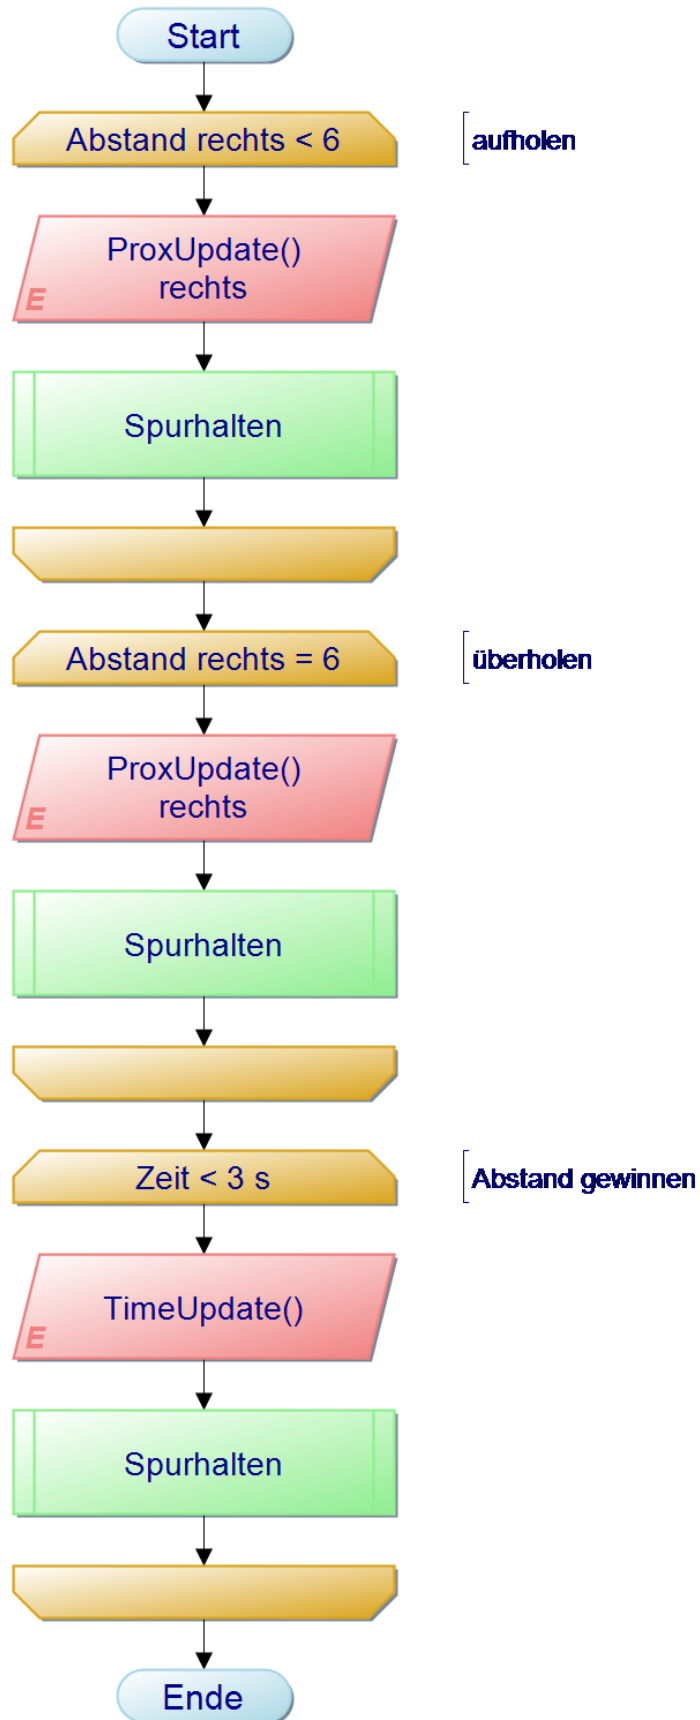 Start
Abstand rechts < 6
aufholen
ProxUpdate()
rechts
E
Spurhalten
Abstand rechts = 6
überholen
ProxUpdate()
rechts
E
Spurhalten
Zeit < 3 s
Abstand gewinnen
TimeUpdate()
E
Spurhalten
Ende